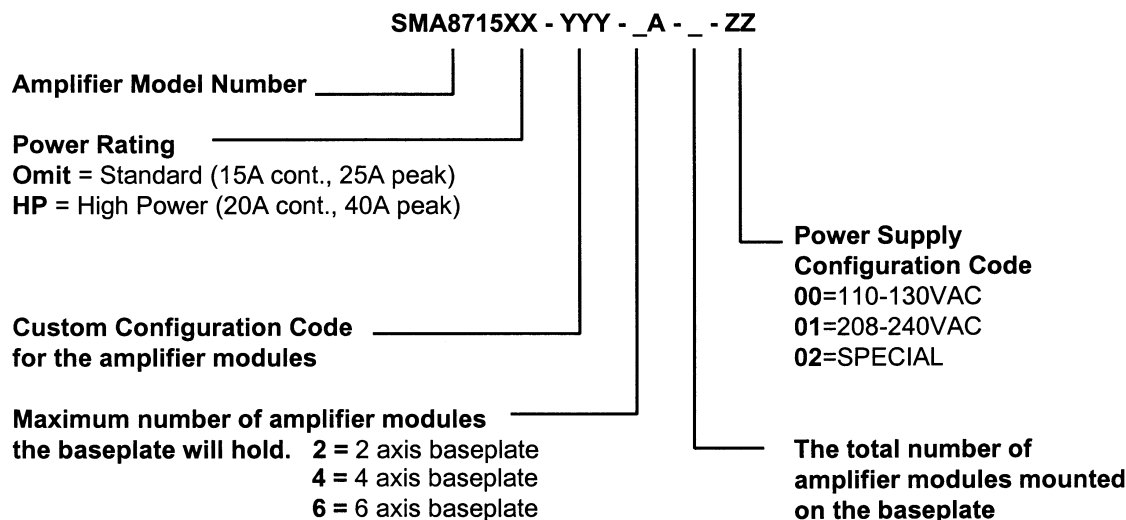 SMA8715XX - YYY - _A - _ - ZZ
Amplifier Model Number
Power Rating
Omit = Standard (15A cont., 25A peak)
HP = High Power (20A cont., 40A peak)
Power Supply
Configuration Code
00=110-130VAC
01=208-240VAC
02=SPECIAL
Custom Configuration Code
for the amplifier modules
Maximum number of amplifier modules
the baseplate will hold. 2 = 2 axis baseplate
4 = 4 axis baseplate
6 = 6 axis baseplate
The total number of
amplifier modules mounted
on the baseplate